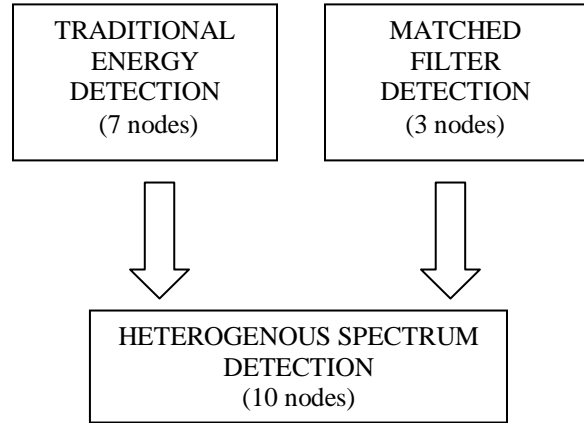 TRADITIONAL
ENERGY
DETECTION
(7 nodes)
MATCHED
FILTER
DETECTION
(3 nodes)
HETEROGENOUS SPECTRUM
DETECTION
(10 nodes)